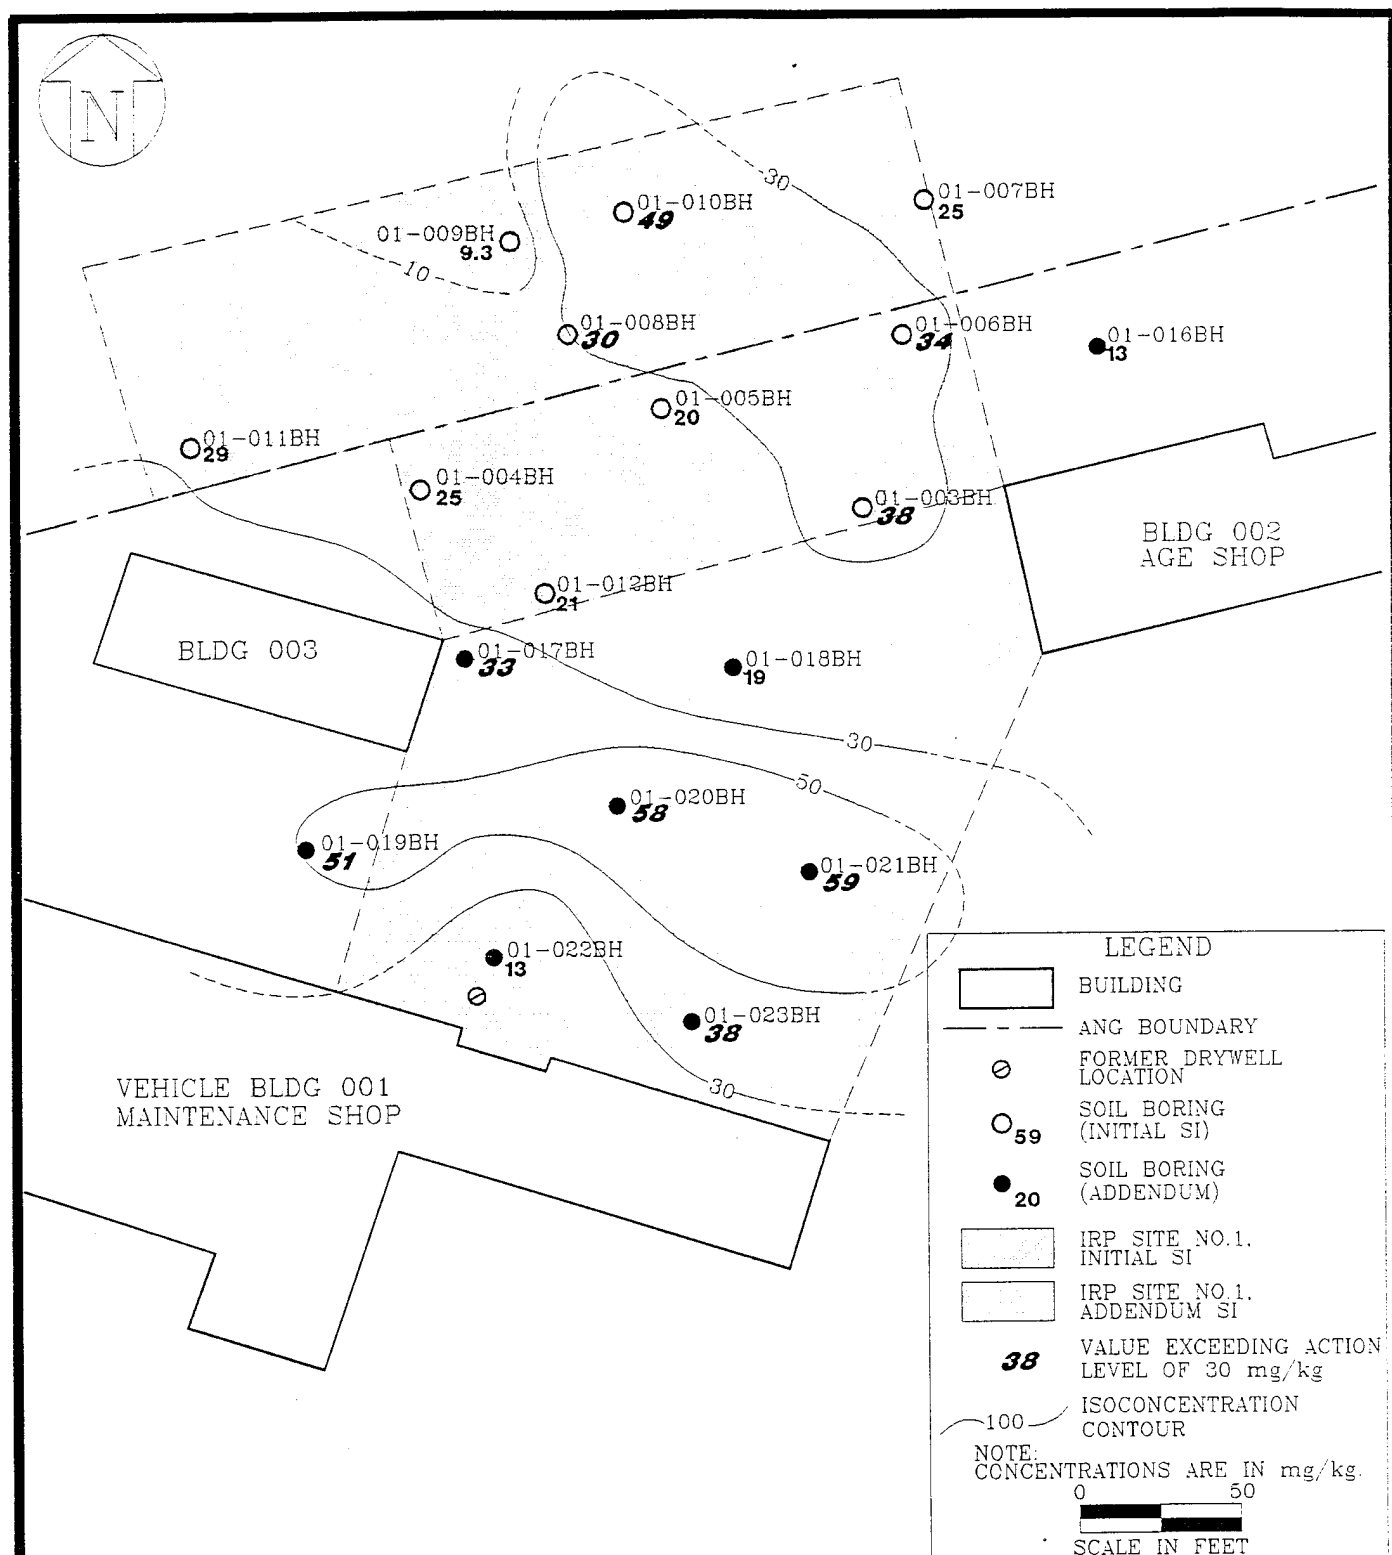 N
30
01-007BH
25
01-010BH
49
01-009BH
9.3
10
01-008BH
30
01-006BH
34
01-016BH
13
01-005BH
20
01-011BH
29
01-004BH
25
01-003BH
38
BLDG 002
AGE SHOP
01-012BH
21
BLDG 003
01-017BH
33
01-018BH
19
30
50
01-020BH
58
01-019BH
51
01-021BH
59
01-022BH
13
01-023BH
38
30
VEHICLE BLDG 001
MAINTENANCE SHOP
LEGEND
BUILDING
ANG BOUNDARY
FORMER DRYWELL
LOCATION
SOIL BORING
(INITIAL SI)
59
SOIL BORING
(ADDENDUM)
20
IRP SITE NO.1,
INITIAL SI
IRP SITE NO.1,
ADDENDUM SI
38
VALUE EXCEEDING ACTION
LEVEL OF 30 mg/kg
100
ISOCONCENTRATION
CONTOUR
NOTE:
CONCENTRATIONS ARE IN mg/kg.
0 50
SCALE IN FEET